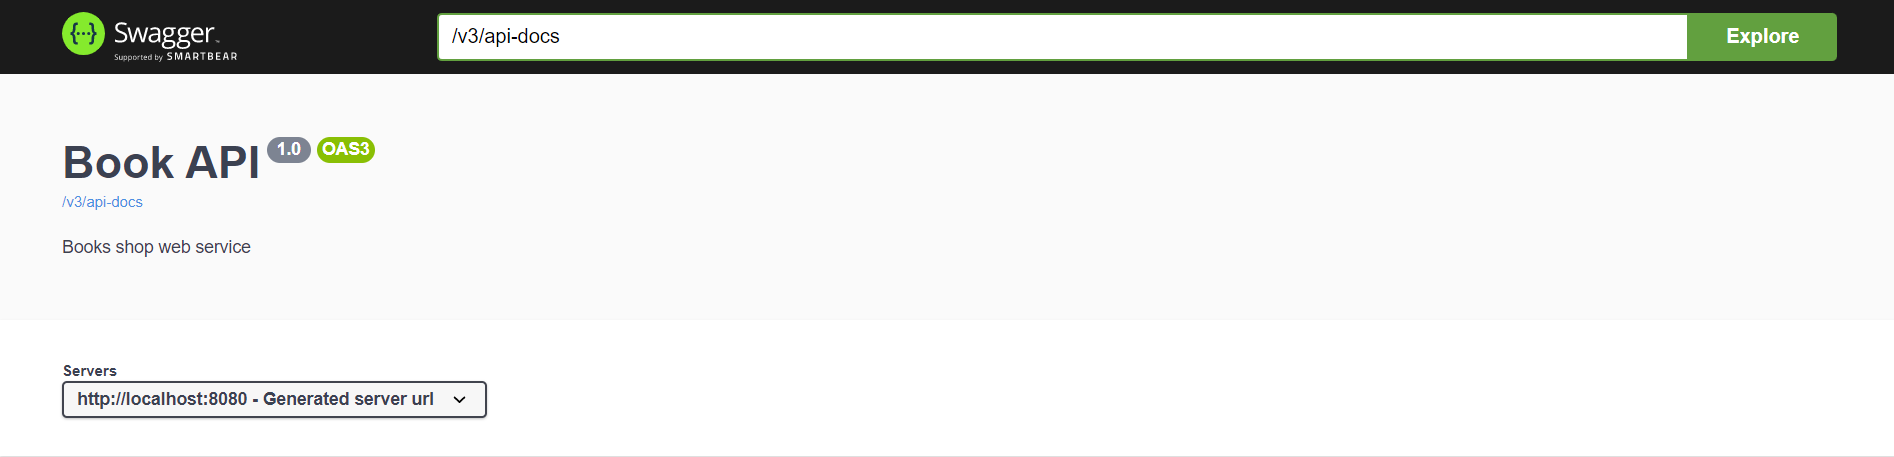 {···} Swagger™
Supported by SMARTBEAR
/v3/api-docs
Explore
Book API 1.0 OAS3
/v3/api-docs
Books shop web service
Servers
http://localhost:8080 - Generated server url